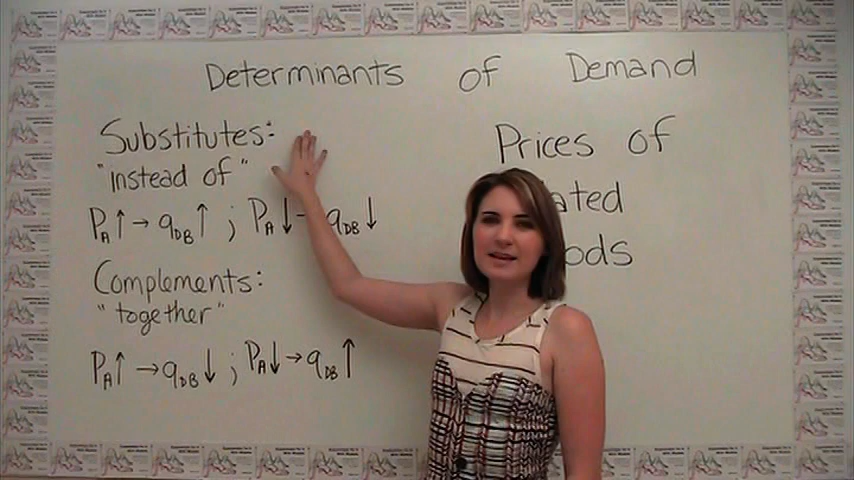 Determinants of Demand
Substitutes:
"instead of"
P_A ↑ → q_DB ↑ ; P_A ↓ → q_DB ↓
Complements:
"together"
P_A ↑ → q_DB ↓ ; P_A ↓ → q_DB ↑
Prices of
ated
ods